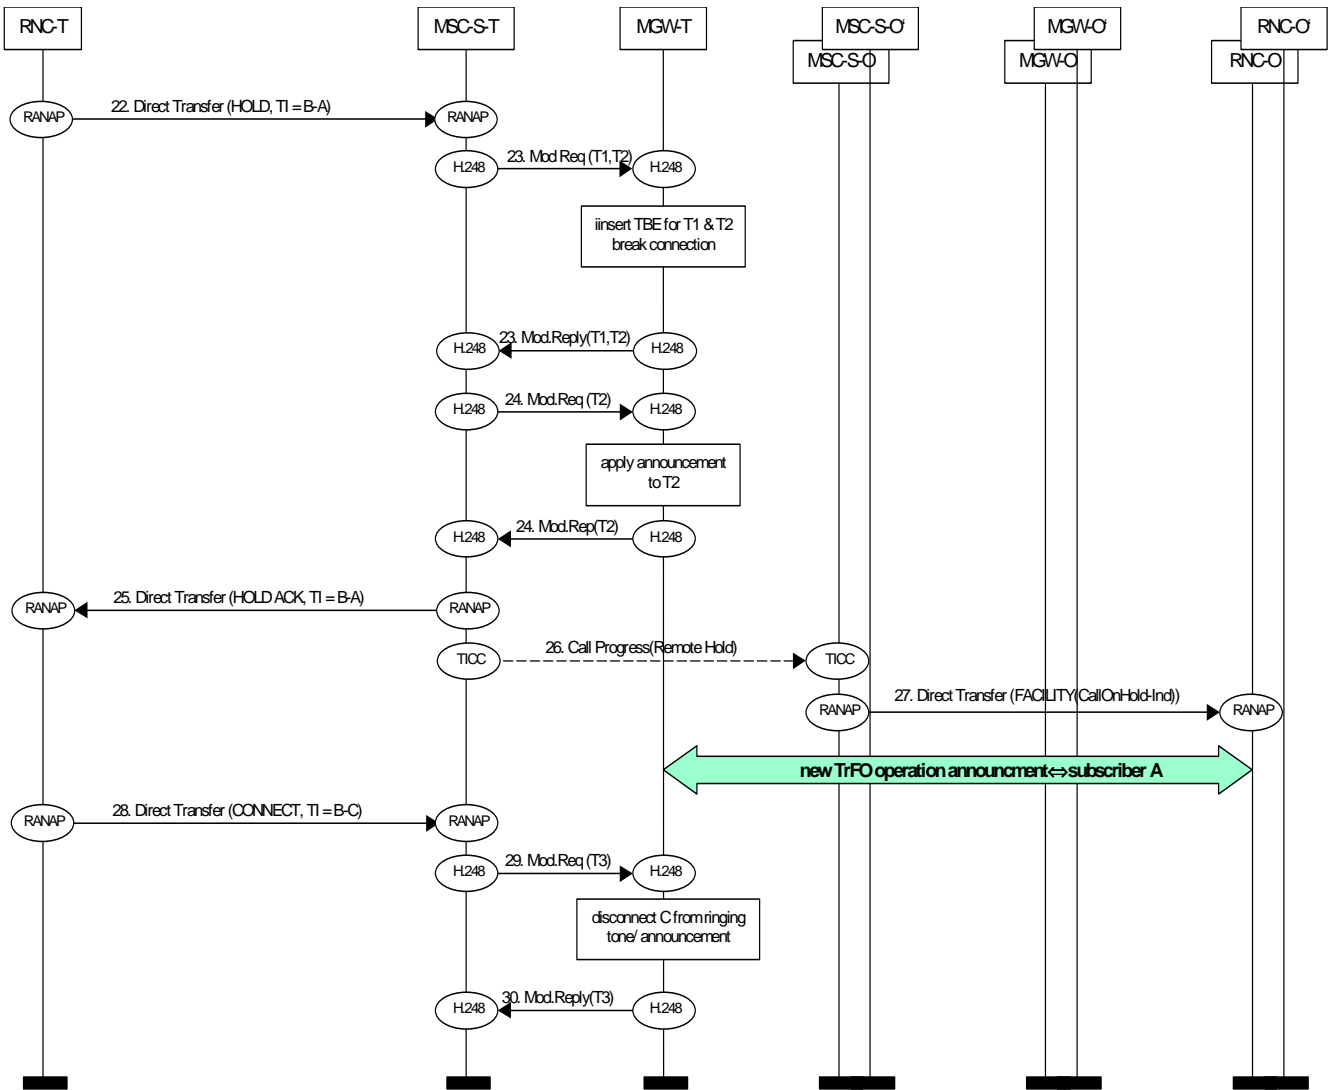 RNC-T
MSC-S-T
MGW-T
MSC-S-O'
MGW-O'
RNC-O'
MSC-S-O
MGW-O
RNC-O
RANAP
22. Direct Transfer (HOLD, TI = B-A)
RANAP
H.248
23. Mod Req (T1,T2)
H.248
iinsert TBE for T1 & T2
break connection
H.248
23. Mod.Reply(T1,T2)
H.248
H.248
24. Mod.Req (T2)
H.248
apply announcement
to T2
H.248
24. Mod.Rep(T2)
H.248
RANAP
25. Direct Transfer (HOLD ACK, TI = B-A)
RANAP
TICC
26. Call Progress(Remote Hold)
TICC
RANAP
27. Direct Transfer (FACILITY(CallOnHold-Ind))
RANAP
new TrFO operation announcment⇔subscriber A
RANAP
28. Direct Transfer (CONNECT, TI = B-C)
RANAP
H.248
29. Mod.Req (T3)
H.248
disconnect C from ringing
tone/ announcement
H.248
30. Mod.Reply(T3)
H.248